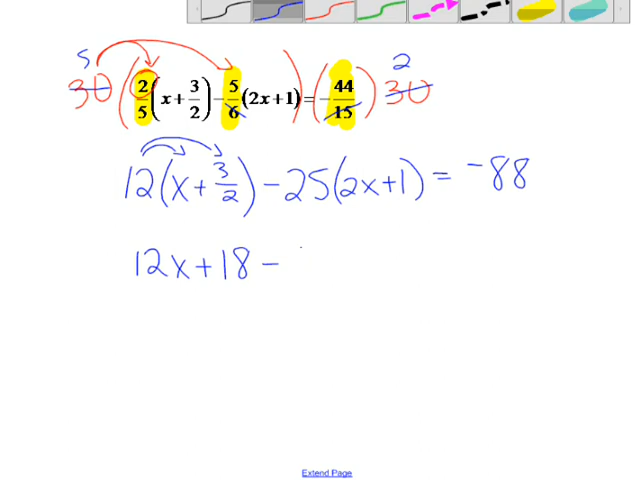 5 2
30 (2/5 (x + 3/2) - 5/6 (2x + 1)) = (-44/15) 30
12(x + 3/2) - 25(2x + 1) = -88
12x + 18 -
Extend Page